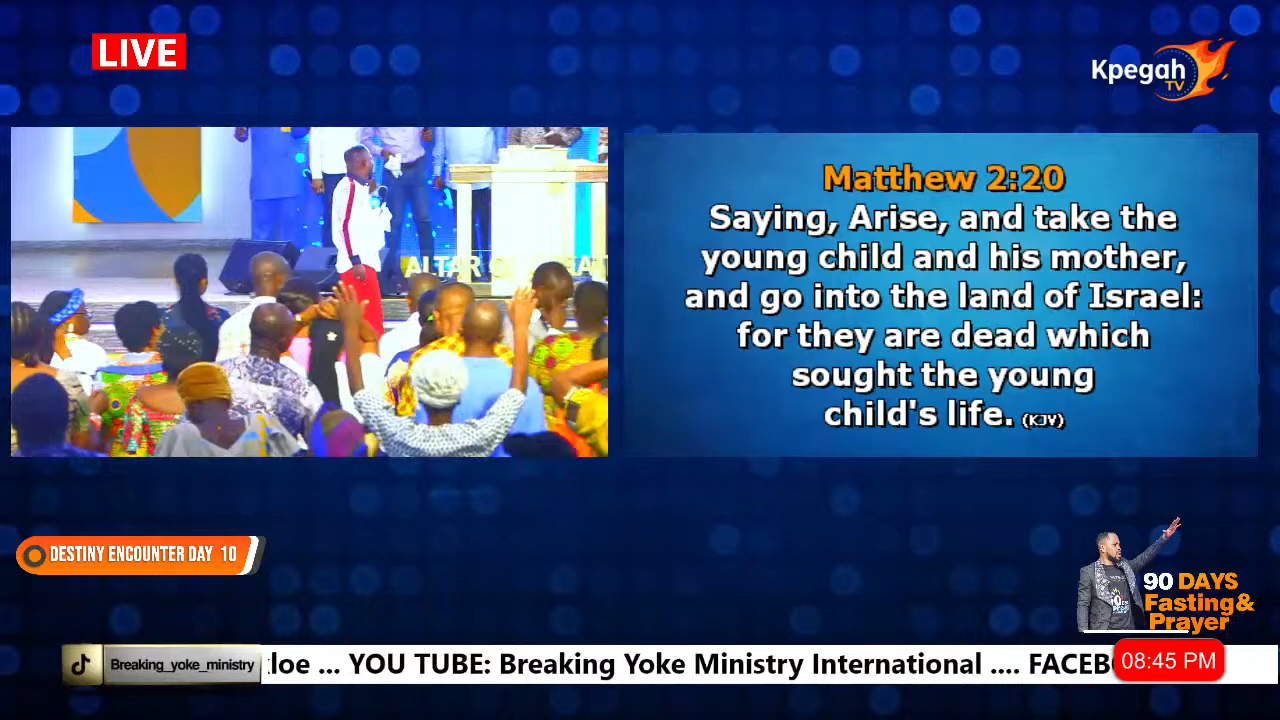 LIVE
Kpegah
TV
Matthew 2:20
Saying, Arise, and take the
young child and his mother,
and go into the land of Israel:
for they are dead which
sought the young
child's life. (KJV)
ALTAR
DESTINY ENCOUNTER DAY 10
90 DAYS
Fasting&
Prayer
Breaking_yoke_ministry
loe ... YOU TUBE: Breaking Yoke Ministry International .... FACEB
08:45 PM